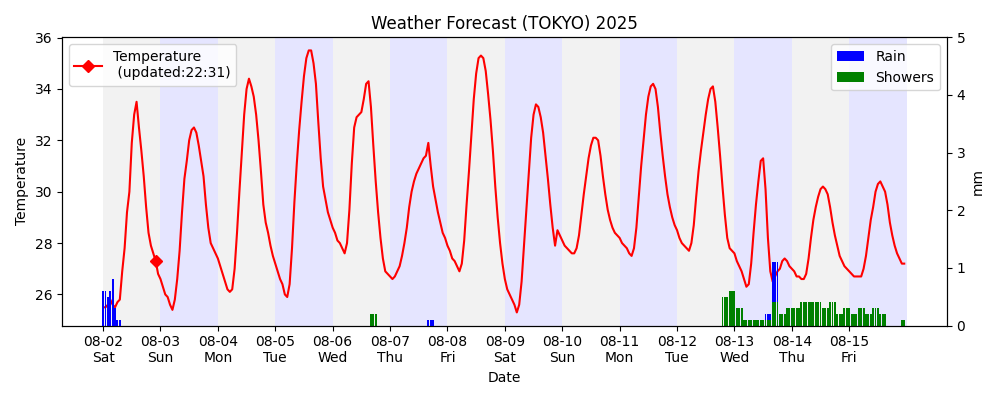 Weather Forecast (TOKYO) 2025
36
34
32
30
28
26
Temperature
Temperature
(updated:22:31)
Rain
Showers
5
4
3
2
1
0
mm
08-02 08-03 08-04 08-05 08-06 08-07 08-08 08-09 08-10 08-11 08-12 08-13 08-14 08-15
Sat Sun Mon Tue Wed Thu Fri Sat Sun Mon Tue Wed Thu Fri
Date